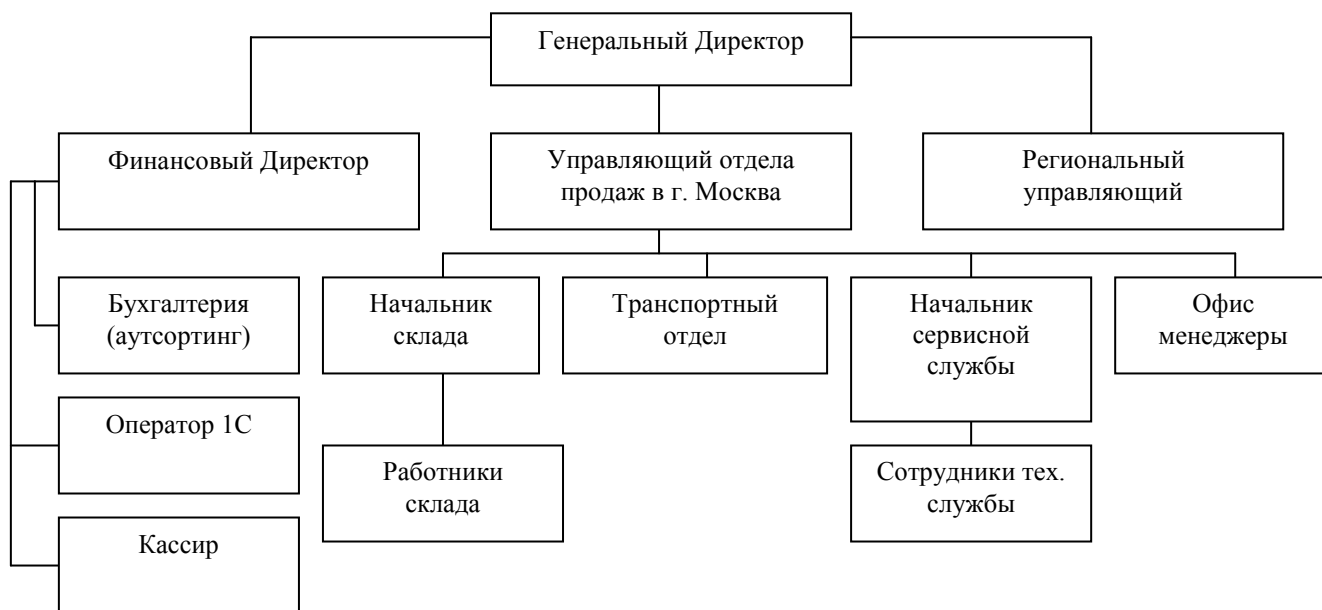 Генеральный Директор
Финансовый Директор
Управляющий отдела
продаж в г. Москва
Региональный
управляющий
Бухгалтерия
(аутсортинг)
Начальник
склада
Транспортный
отдел
Начальник
сервисной
службы
Офис
менеджеры
Оператор 1С
Работники
склада
Сотрудники тех.
службы
Кассир